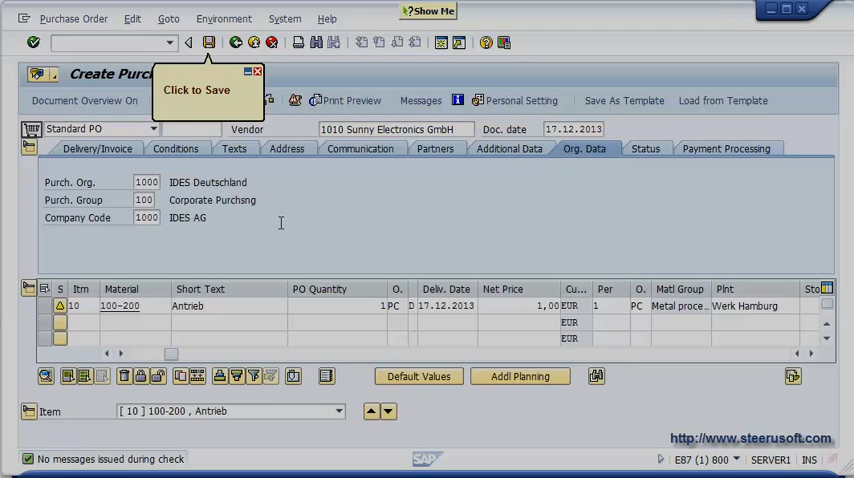 Show Me
Purchase Order Edit Goto Environment System Help
Click to Save
Create Purc
Document Overview On Print Preview Messages Personal Setting Save As Template Load from Template
Standard PO Vendor 1010 Sunny Electronics GmbH Doc. date 17.12.2013
Delivery/Invoice Conditions Texts Address Communication Partners Additional Data Org. Data Status Payment Processing
Purch. Org. 1000 IDES Deutschland
Purch. Group 100 Corporate Purchsng
Company Code 1000 IDES AG
S Itm Material Short Text PO Quantity O. Deliv. Date Net Price Cu... Per O. Matl Group Plnt Sto
10 100-200 Antrieb 1 PC D 17.12.2013 1,00 EUR 1 PC Metal proce... Werk Hamburg
EUR
EUR
Default Values Addl Planning
Item [ 10 ] 100-200 , Antrieb
http://www.steerusoft.com
No messages issued during check SAP E87 (1) 800 SERVER1 INS